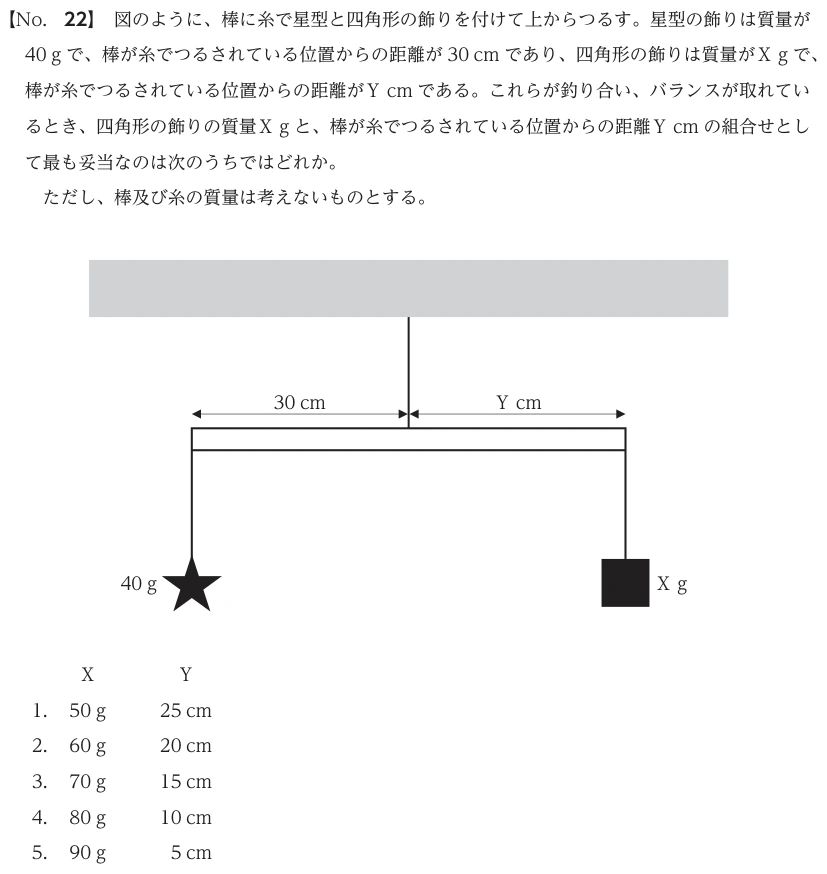 【No. 22】 図のように、棒に糸で星型と四角形の飾りを付けて上からつるす。星型の飾りは質量が
40 g で、棒が糸でつるされている位置からの距離が 30 cm であり、四角形の飾りは質量が X g で、
棒が糸でつるされている位置からの距離が Y cm である。これらが釣り合い、バランスが取れてい
るとき、四角形の飾りの質量 X g と、棒が糸でつるされている位置からの距離 Y cm の組合せとし
て最も妥当なのは次のうちではどれか。
ただし、棒及び糸の質量は考えないものとする。
30 cm Y cm
40 g X g
X Y
1. 50 g 25 cm
2. 60 g 20 cm
3. 70 g 15 cm
4. 80 g 10 cm
5. 90 g 5 cm